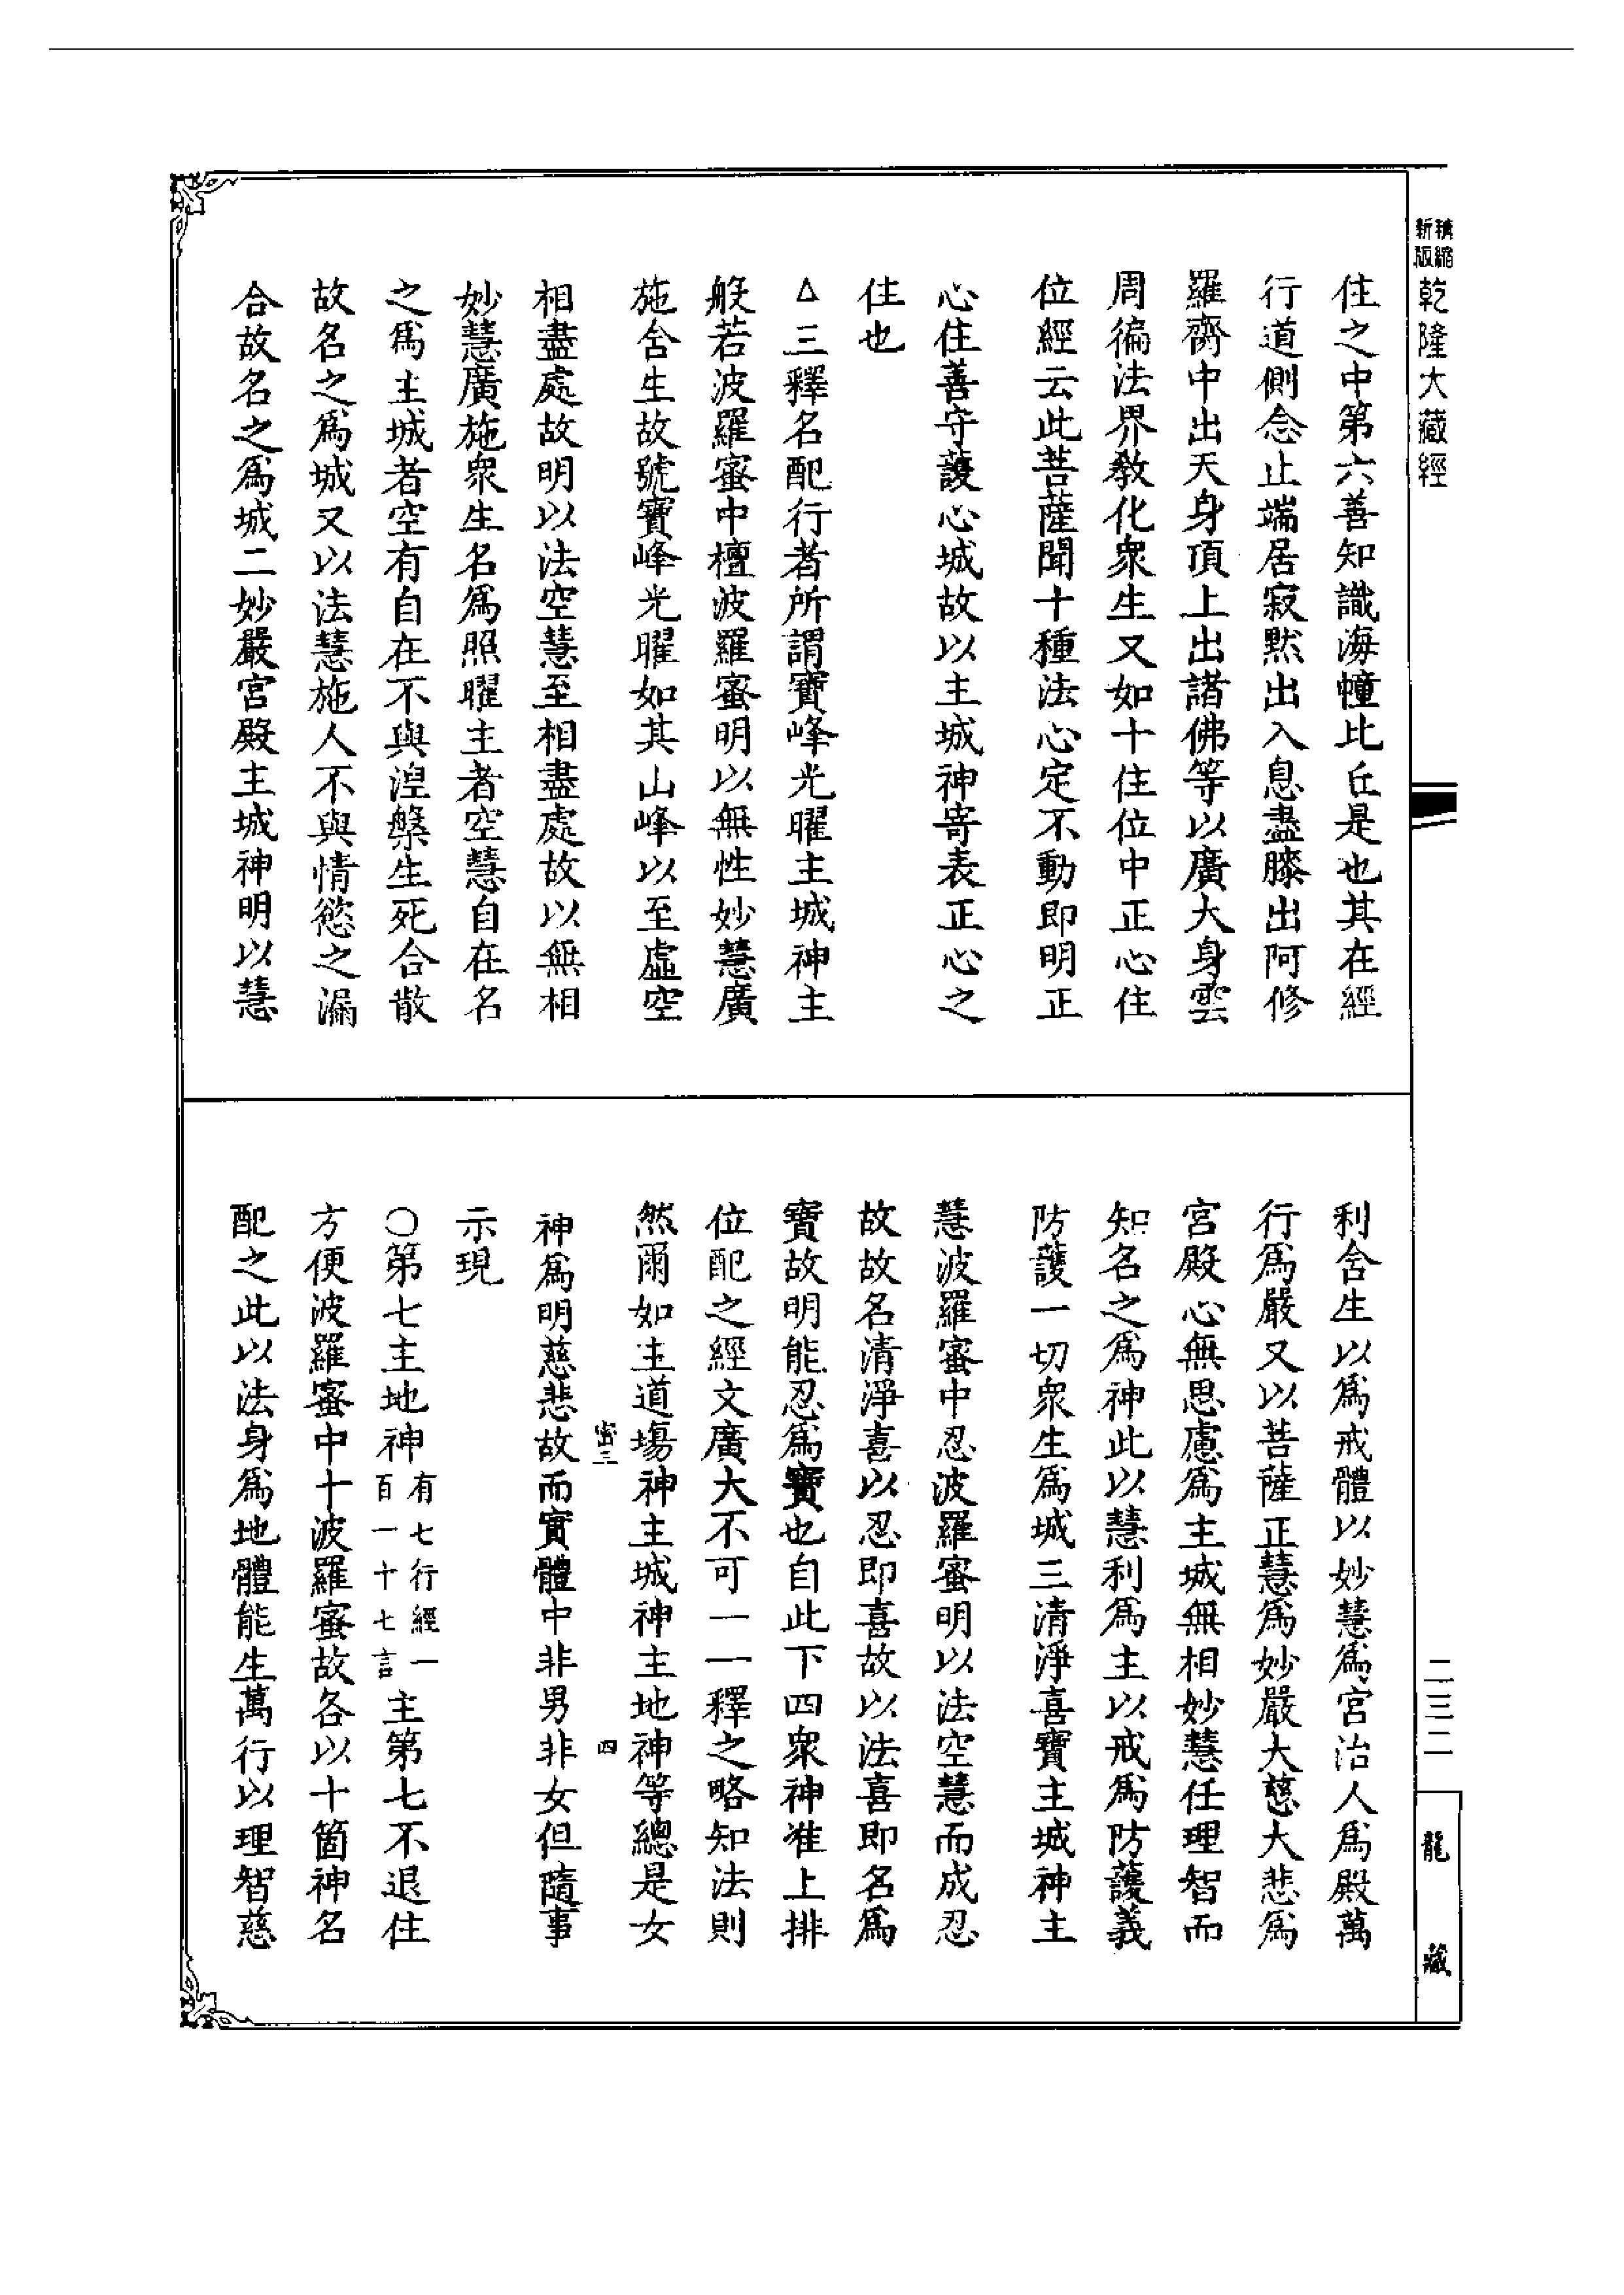 精縮
新版
乾隆大藏經
住之中第六善知識海幢比丘是也其在經
行道側念止端居寂默出入息盡膝出阿修
羅齊中出天身頂上出諸佛等以廣大身雲
周徧法界敎化衆生又如十住位中正心住
位經云此菩薩聞十種法心定不動即明正
心住善守護心城故以主城神寄表正心之
住也
△三釋名配行者所謂寶峰光曜主城神主
般若波羅蜜中檀波羅蜜明以無性妙慧廣
施含生故號寶峰光曜如其山峰以至虛空
相盡處故明以法空慧至相盡處故以無相
妙慧廣施衆生名爲照曜主者空慧自在名
之爲主城者空有自在不與涅槃生死合散
故名之爲城又以法慧施人不與情慾之漏
合故名之爲城二妙嚴宮殿主城神明以慧
利含生以爲戒體以妙慧爲宮治人爲殿萬
行爲嚴又以菩薩正慧爲妙嚴大慈大悲爲
宮殿心無思慮爲主城無相妙慧任理智而
知名之爲神此以慧利爲主以戒爲防護義
防護一切衆生爲城三清淨喜寶主城神主
慧波羅蜜中忍波羅蜜明以法空慧而成忍
故故名清淨喜以忍即喜故以法喜即名爲
寶故明能忍爲寶也自此下四衆神准上排
位配之經文廣大不可一一釋之略知法則
然爾如主道場神主城神主地神等總是女
密三
四
神爲明慈悲故而實體中非男非女但隨事
示現
○第七主地神有七行經一百一十七言主第七不退住
方便波羅蜜中十波羅蜜故各以十箇神名
配之此以法身爲地體能生萬行以理智慈
二三二
龍藏